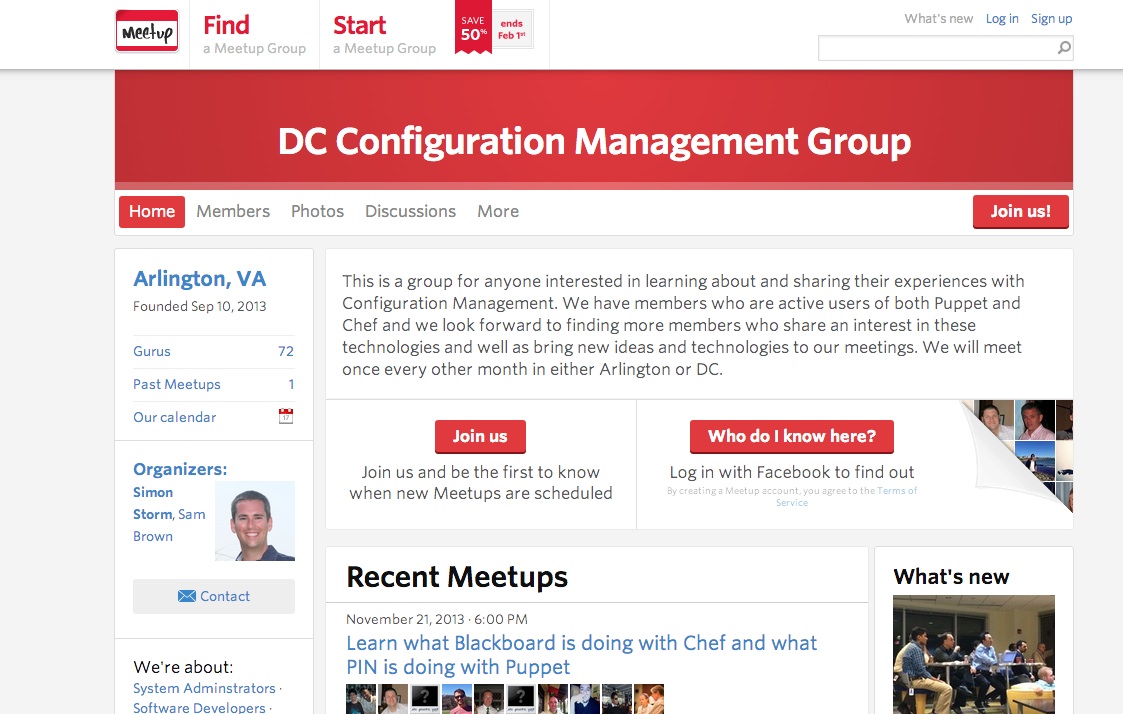 Meetup
Find
a Meetup Group
Start
a Meetup Group
SAVE
50%
ends
Feb 1st
What's new Log in Sign up
DC Configuration Management Group
Home Members Photos Discussions More
Join us!
Arlington, VA
Founded Sep 10, 2013
Gurus 72
Past Meetups 1
Our calendar
17
Organizers:
Simon
Storm, Sam
Brown
Contact
We're about:
System Adminstrators ·
Software Developers ·
This is a group for anyone interested in learning about and sharing their experiences with
Configuration Management. We have members who are active users of both Puppet and
Chef and we look forward to finding more members who share an interest in these
technologies and well as bring new ideas and technologies to our meetings. We will meet
once every other month in either Arlington or DC.
Join us
Join us and be the first to know
when new Meetups are scheduled
Who do I know here?
Log in with Facebook to find out
By creating a Meetup account, you agree to the Terms of
Service
Recent Meetups
November 21, 2013 · 6:00 PM
Learn what Blackboard is doing with Chef and what
PIN is doing with Puppet
What's new